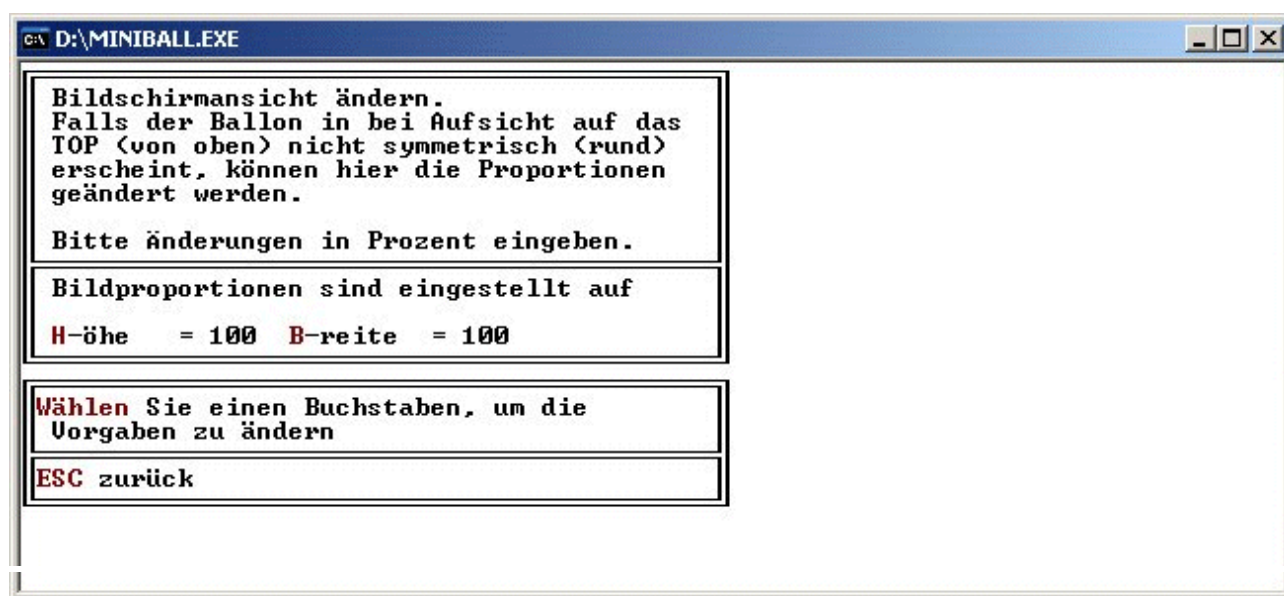 D:\MINIBALL.EXE
Bildschirmansicht ändern.
Falls der Ballon in bei Aufsicht auf das
TOP (von oben) nicht symmetrisch (rund)
erscheint, können hier die Proportionen
geändert werden.
Bitte Änderungen in Prozent eingeben.
Bildproportionen sind eingestellt auf
H-öhe = 100 B-reite = 100
Wählen Sie einen Buchstaben, um die
Vorgaben zu ändern
ESC zurück